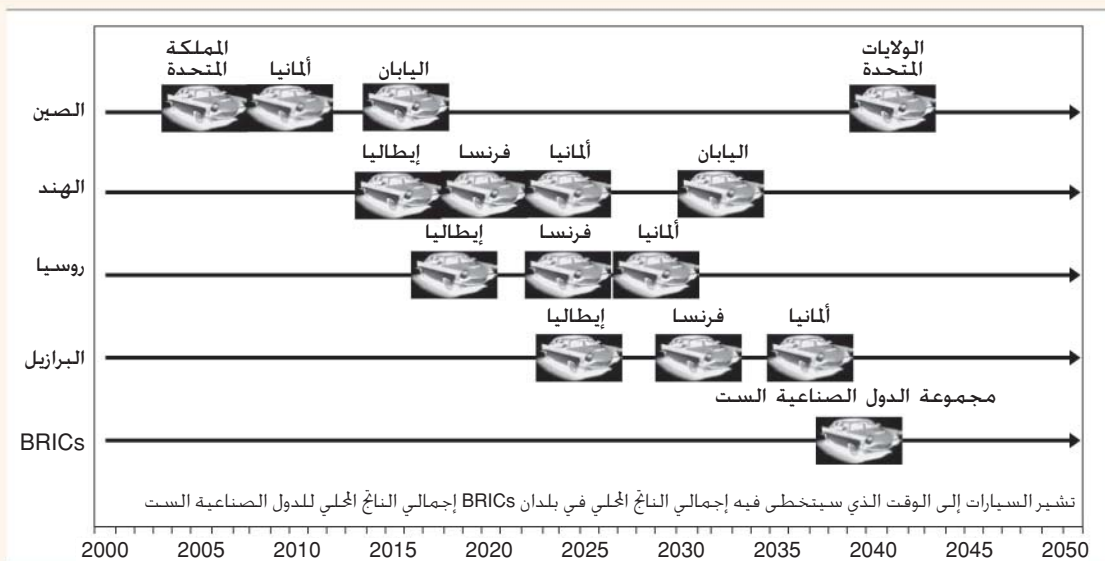 المملكة
المتحدة
ألمانيا
اليابان
الولايات
المتحدة
الصين
إيطاليا
فرنسا
ألمانيا
اليابان
الهند
إيطاليا
فرنسا
ألمانيا
روسيا
إيطاليا
فرنسا
ألمانيا
البرازيل
مجموعة الدول الصناعية الست
BRICs
تشير السيارات إلى الوقت الذي سيتخطى فيه إجمالي الناتج المحلي في بلدان BRICs إجمالي الناتج المحلي للدول الصناعية الست
2000 2005 2010 2015 2020 2025 2030 2035 2040 2045 2050